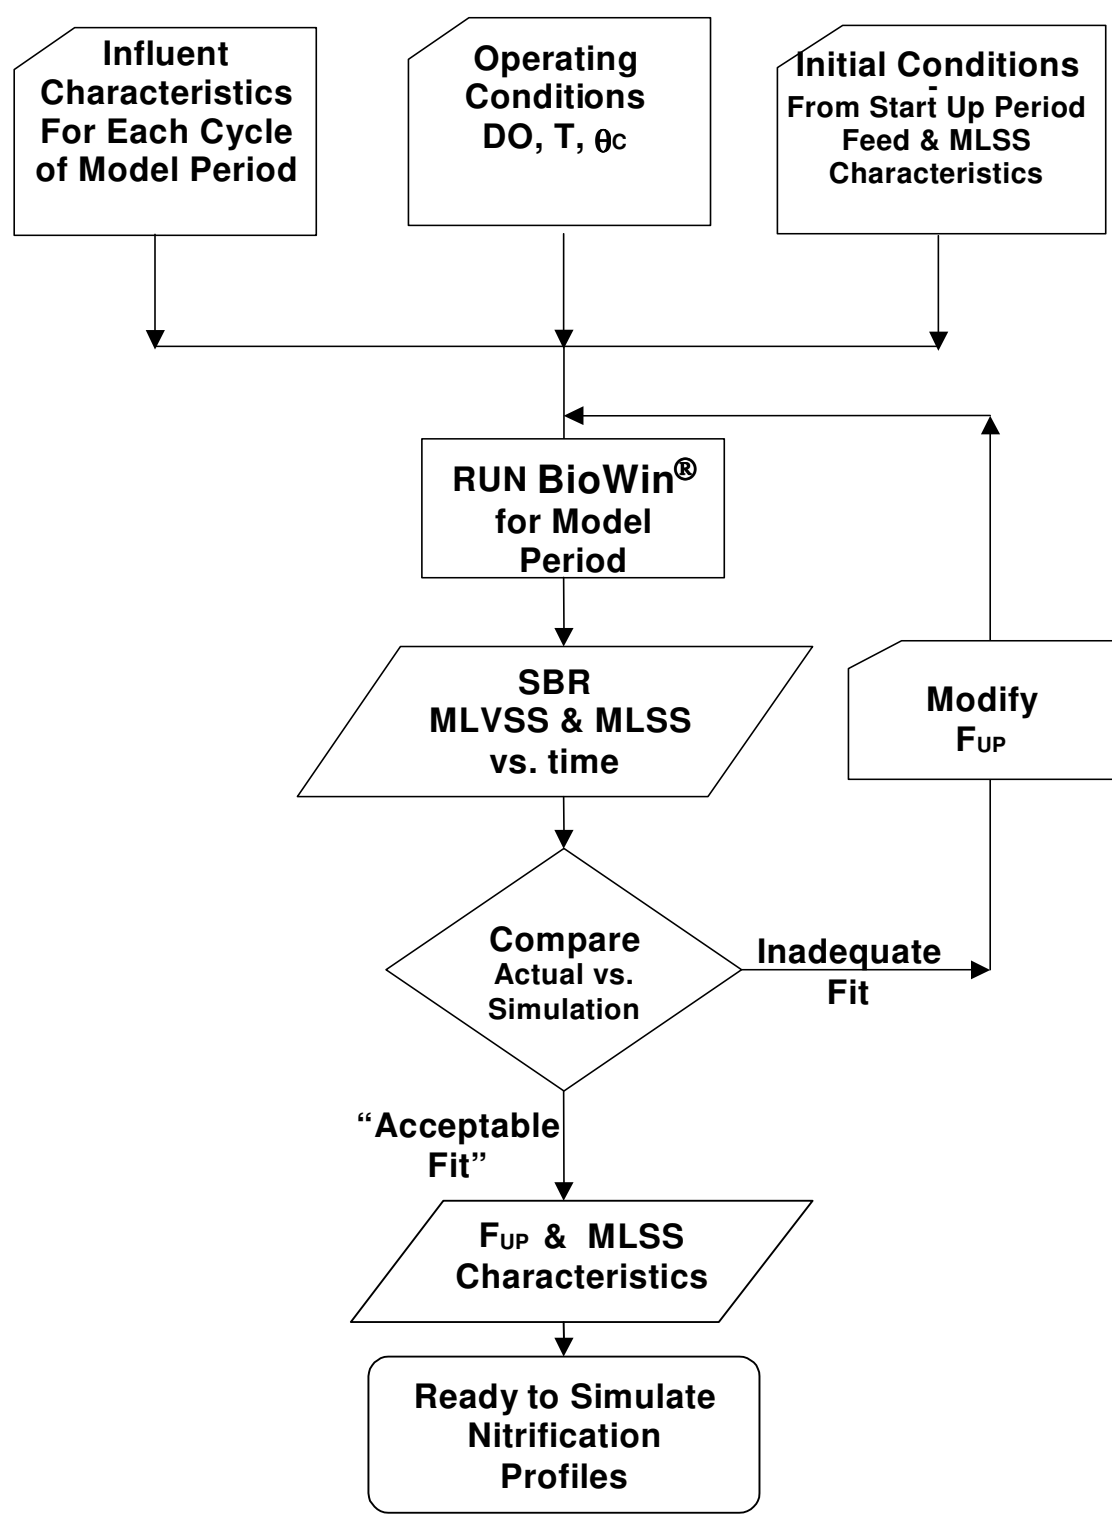 Influent
Characteristics
For Each Cycle
of Model Period
Operating
Conditions
DO, T, θC
Initial Conditions
-
From Start Up Period
Feed & MLSS
Characteristics
RUN BioWin®
for Model
Period
SBR
MLVSS & MLSS
vs. time
Modify
FUP
Compare
Actual vs.
Simulation
Inadequate
Fit
“Acceptable
Fit”
FUP & MLSS
Characteristics
Ready to Simulate
Nitrification
Profiles